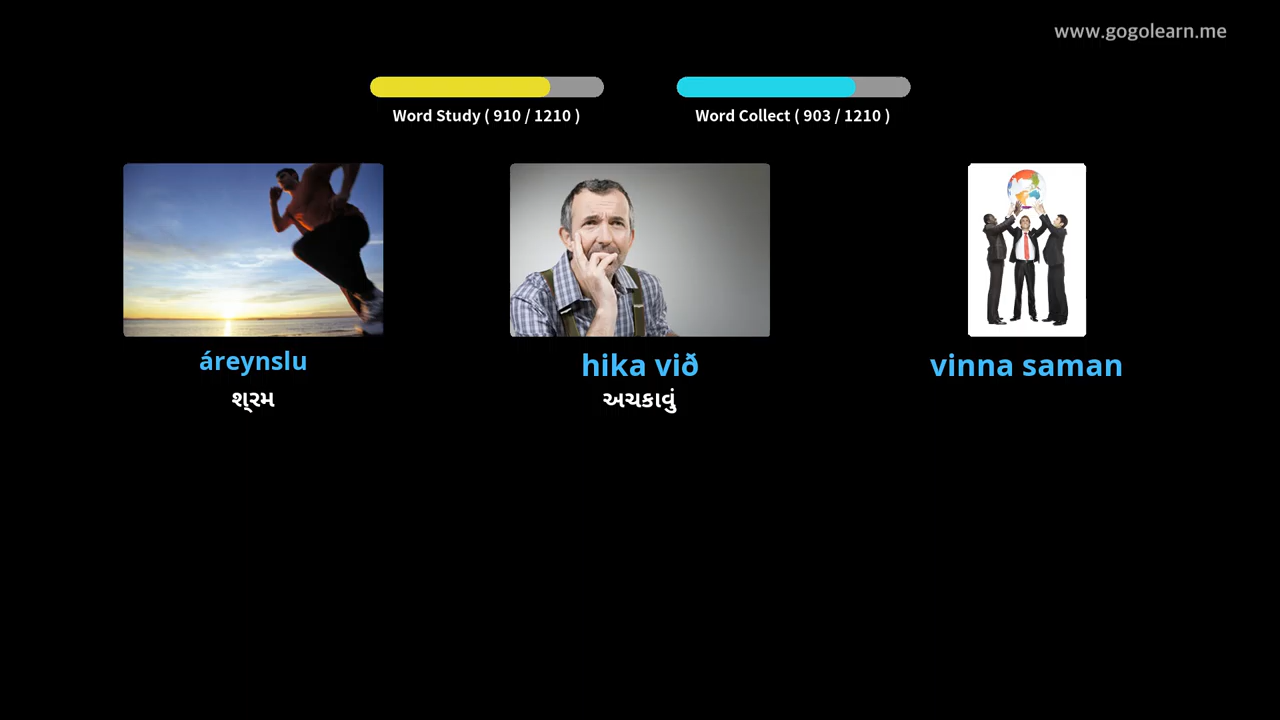 www.gogolearn.me
Word Study ( 910 / 1210 )
Word Collect ( 903 / 1210 )
áreynslu
hika við
vinna saman
શ્રમ
અચકાવું